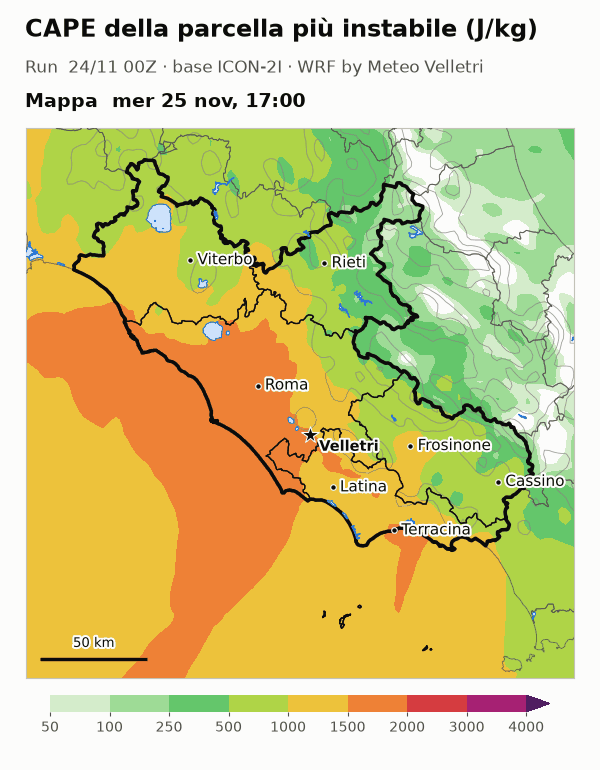 CAPE della parcella più instabile (J/kg)
Run  24/11 00Z · base ICON-2I · WRF by Meteo Velletri
Mappa  mer 25 nov, 17:00
Viterbo
Rieti
Roma
Velletri
Frosinone
Latina
Cassino
Terracina
50 km
50 100 250 500 1000 1500 2000 3000 4000